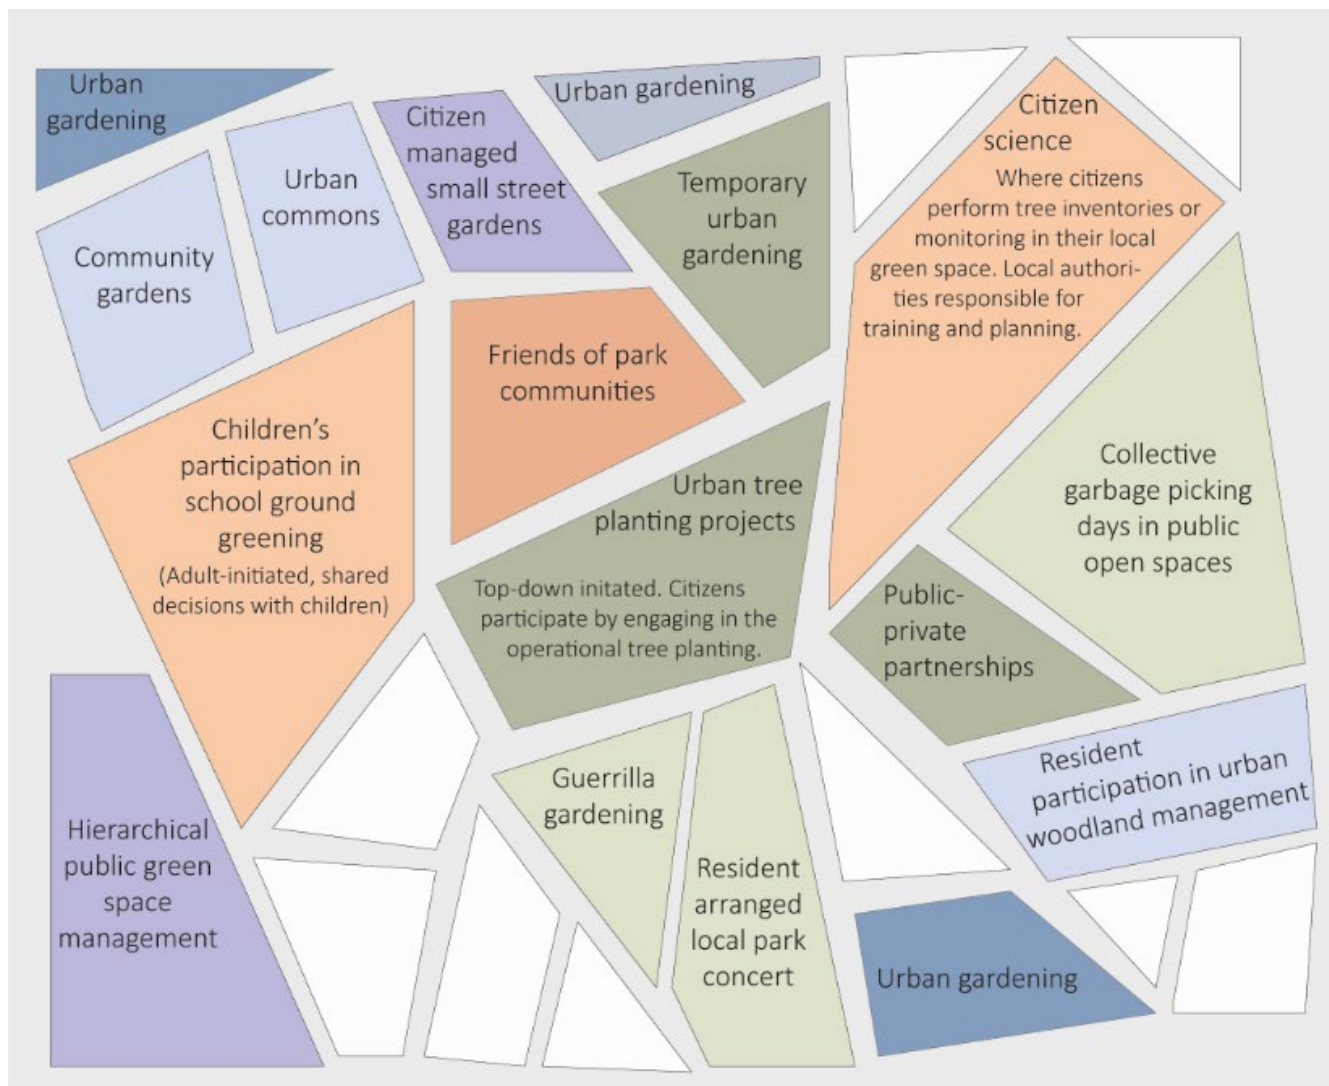 Urban
gardening
Community
gardens
Urban
commons
Citizen
managed
small street
gardens
Urban gardening
Temporary
urban
gardening
Citizen
science
Where citizens
perform tree inventories or
monitoring in their local
green space. Local authori-
ties responsible for
training and planning.
Friends of park
communities
Children’s
participation in
school ground
greening
(Adult-initiated, shared
decisions with children)
Urban tree
planting projects
Top-down initated. Citizens
participate by engaging in the
operational tree planting.
Collective
garbage picking
days in public
open spaces
Public-
private
partnerships
Hierarchical
public green
space
management
Guerrilla
gardening
Resident
arranged
local park
concert
Resident
participation in urban
woodland management
Urban gardening